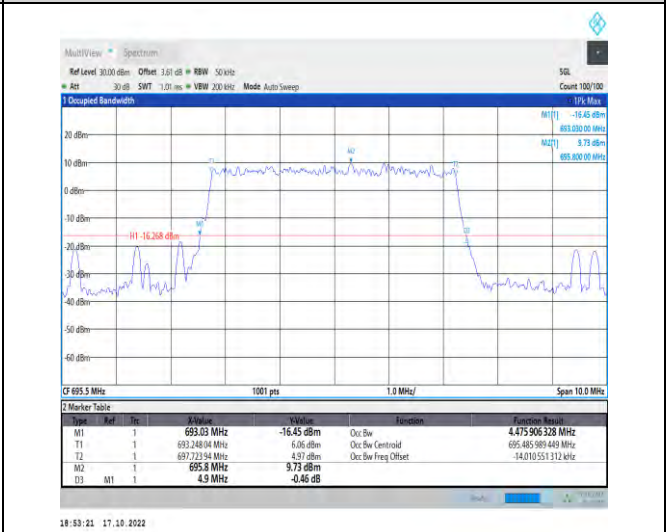 MultiView Spectrum
Ref Level 30.00 dBm Offset 3.61 dB RBW 50 kHz SGL
Att 30 dB SWT 1.01 ms VBW 200 kHz Mode Auto Sweep Count 100/100
1 Occupied Bandwidth 1Pk Max
M1[1] -16.45 dBm
693.030 00 MHz
M2[1] 9.73 dBm
695.800 00 MHz
20 dBm
M2
10 dBm
T1 T2
0 dBm
-10 dBm
M1
H1 -16.268 dBm
D3
-20 dBm
-30 dBm
-40 dBm
-50 dBm
-60 dBm
CF 695.5 MHz 1001 pts 1.0 MHz/ Span 10.0 MHz
2 Marker Table
Type Ref Trc X-Value Y-Value Function Function Result
M1 1 693.03 MHz -16.45 dBm Occ Bw 4.475 906 328 MHz
T1 1 693.248 04 MHz 6.06 dBm Occ Bw Centroid 695.485 989 449 MHz
T2 1 697.723 94 MHz 4.97 dBm Occ Bw Freq Offset -14.010 551 312 kHz
M2 1 695.8 MHz 9.73 dBm
D3 M1 1 4.9 MHz -0.46 dB
Ready
18:53:21 17.10.2022